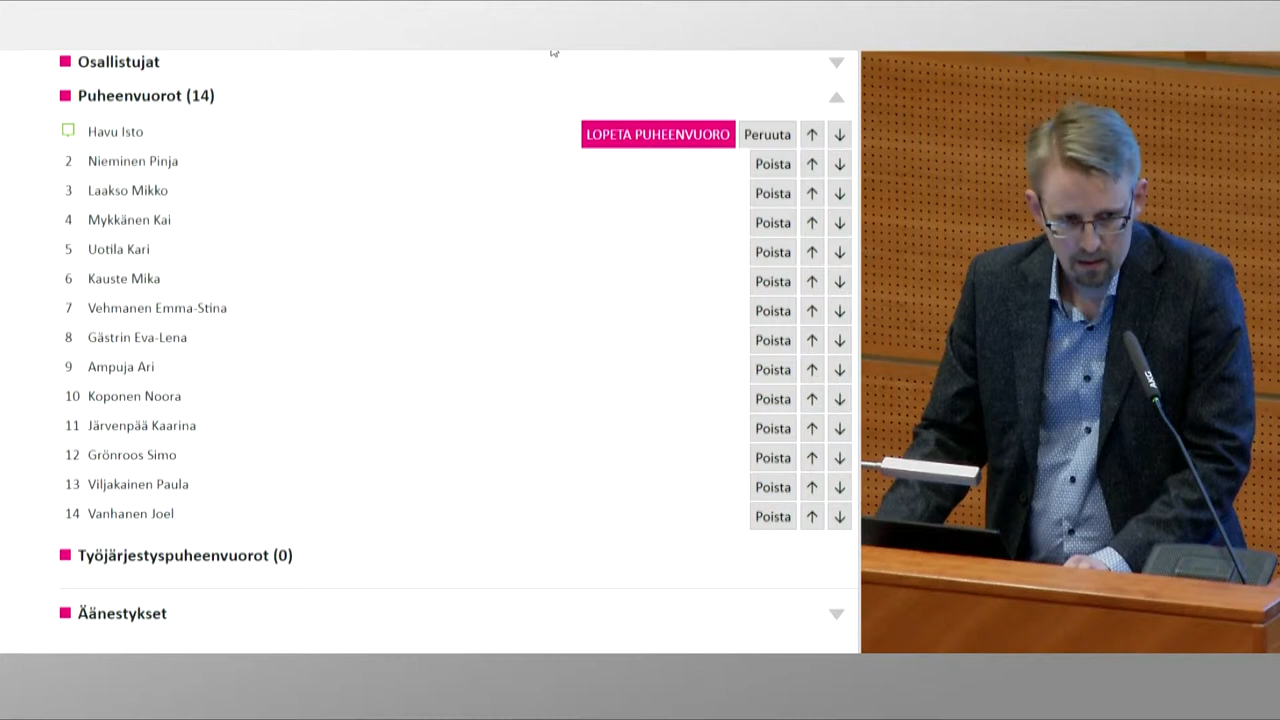 Osallistujat
Puheenvuorot (14)
Havu Isto LOPETA PUHEENVUORO Peruuta ↑ ↓
2 Nieminen Pinja Poista ↑ ↓
3 Laakso Mikko Poista ↑ ↓
4 Mykkänen Kai Poista ↑ ↓
5 Uotila Kari Poista ↑ ↓
6 Kauste Mika Poista ↑ ↓
7 Vehmanen Emma-Stina Poista ↑ ↓
8 Gästrin Eva-Lena Poista ↑ ↓
9 Ampuja Ari Poista ↑ ↓
10 Koponen Noora Poista ↑ ↓
11 Järvenpää Kaarina Poista ↑ ↓
12 Grönroos Simo Poista ↑ ↓
13 Viljakainen Paula Poista ↑ ↓
14 Vanhanen Joel Poista ↑ ↓
Työjärjestyspuheenvuorot (0)
Äänestykset
AKG